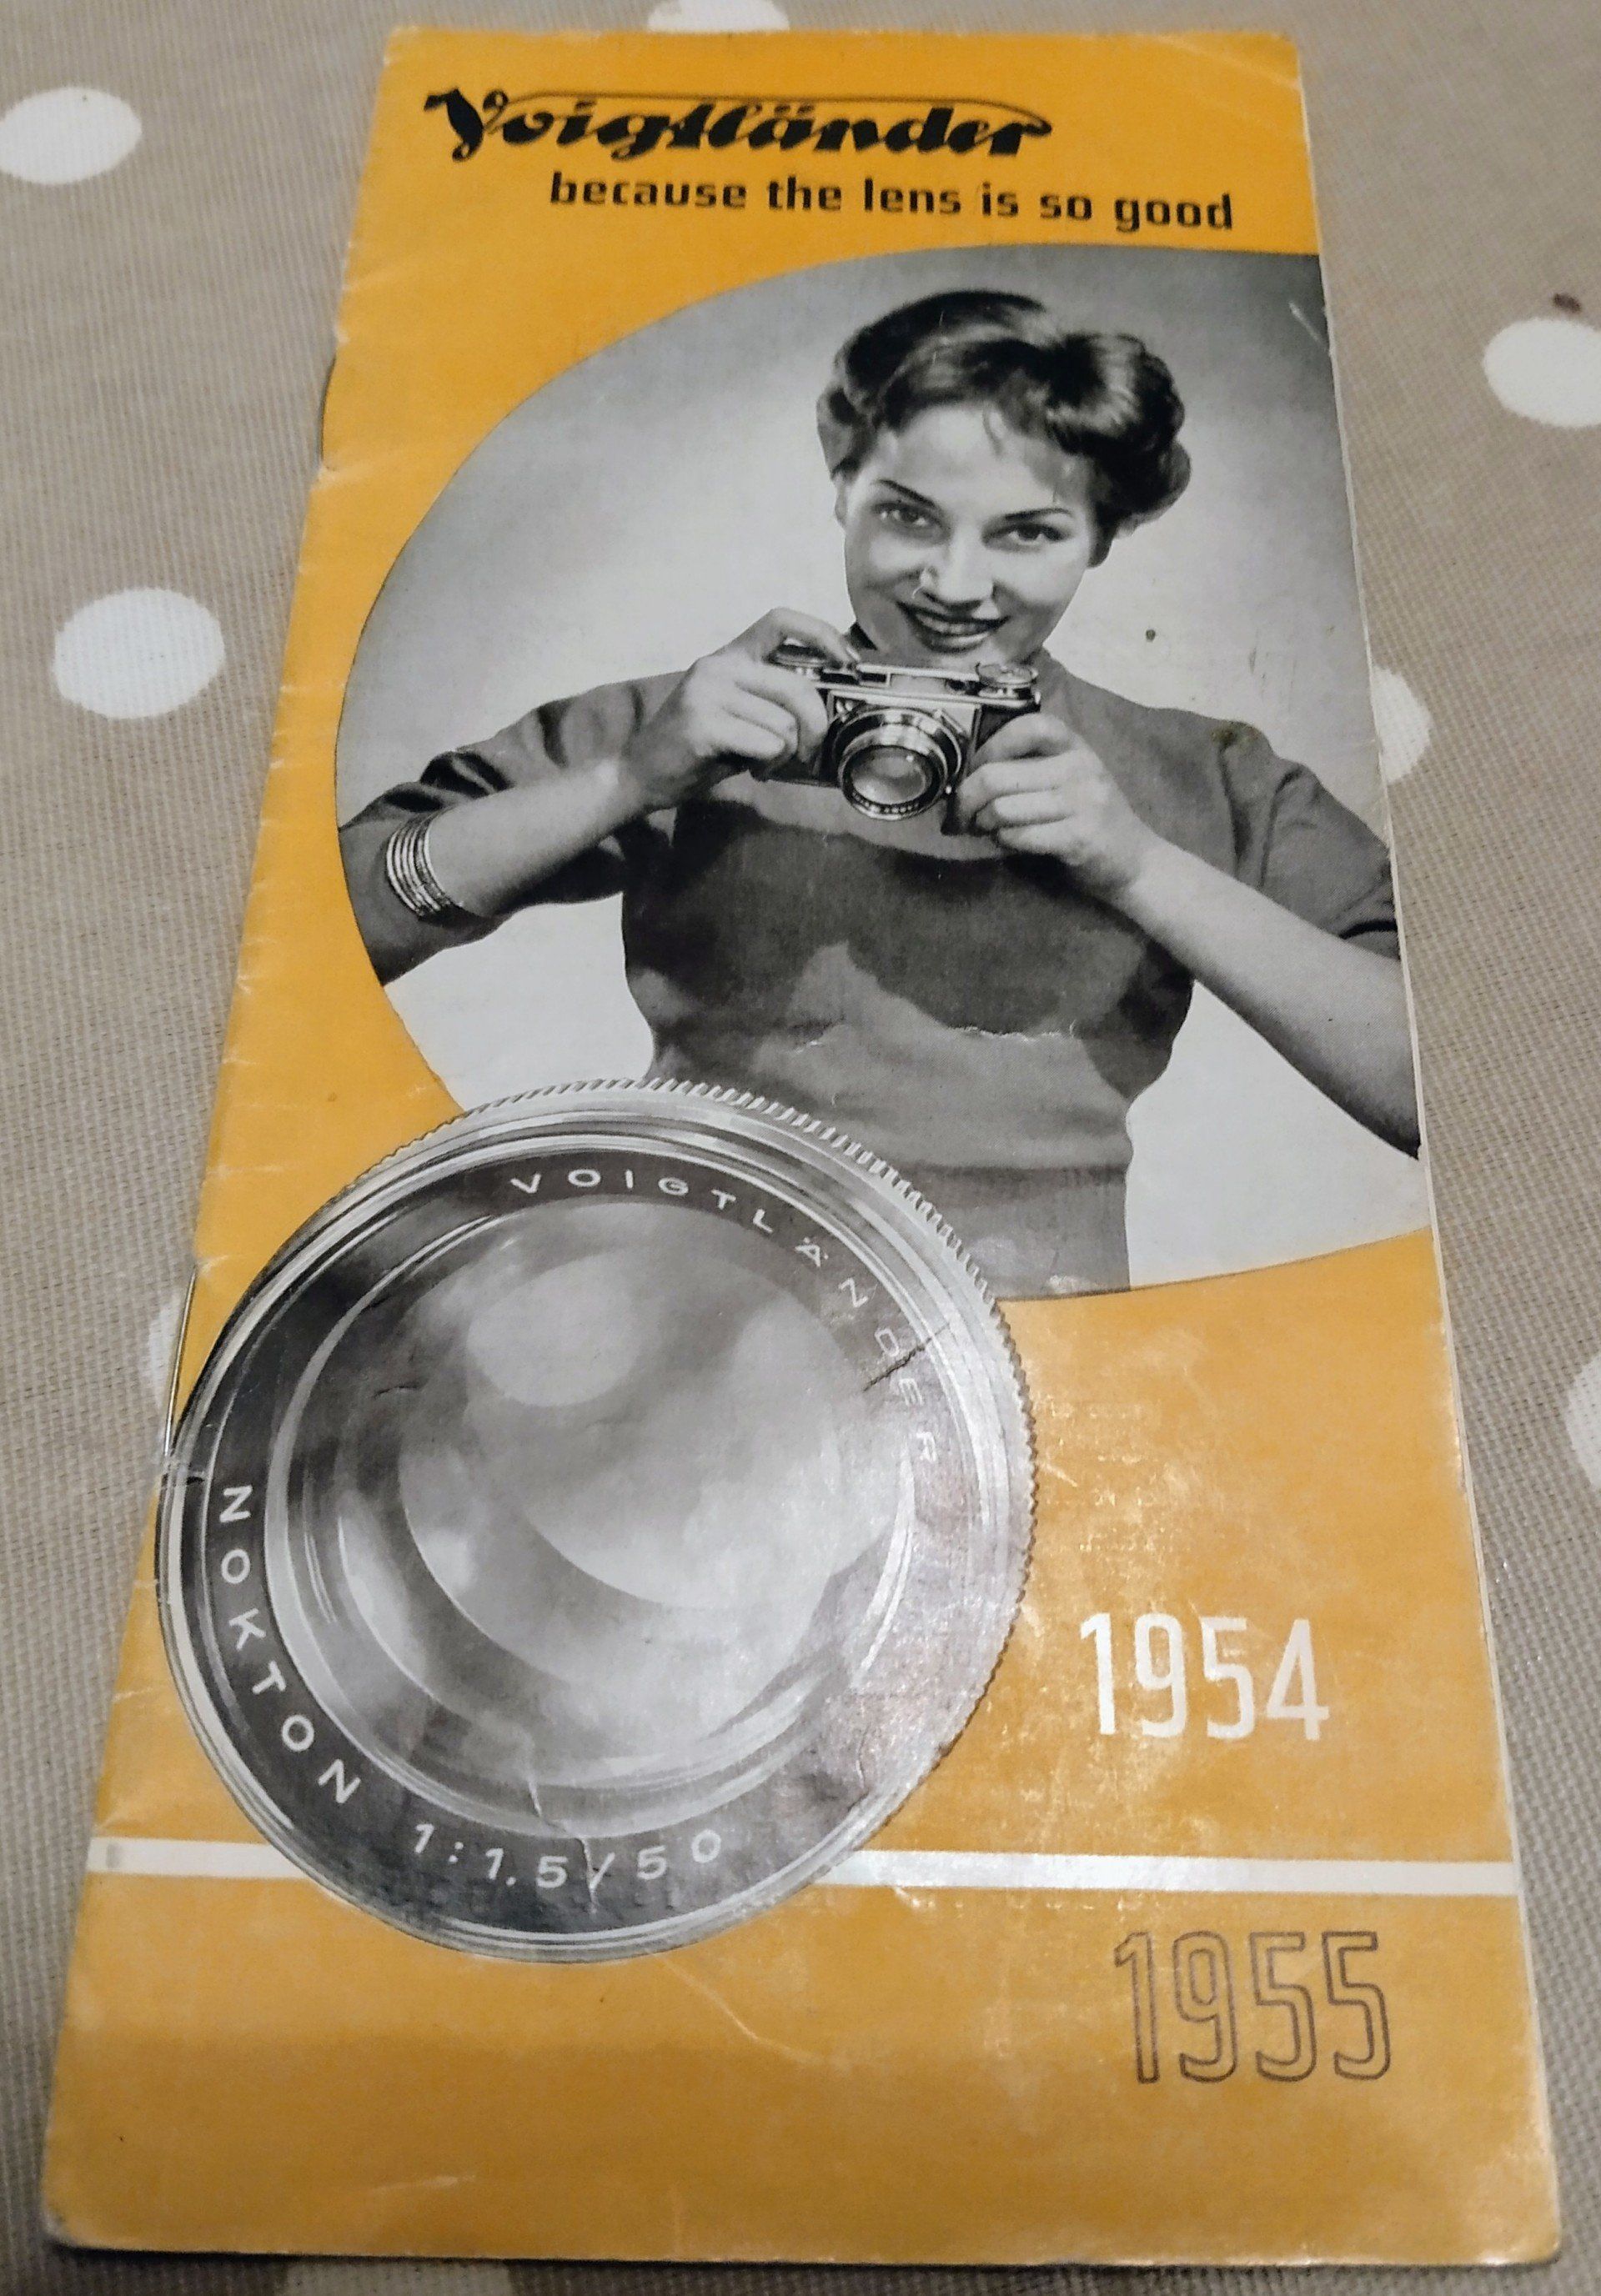 Voigtländer
because the lens is so good
VOIGTLÄNDER
NOKTON 1:1.5/50
1954
1955